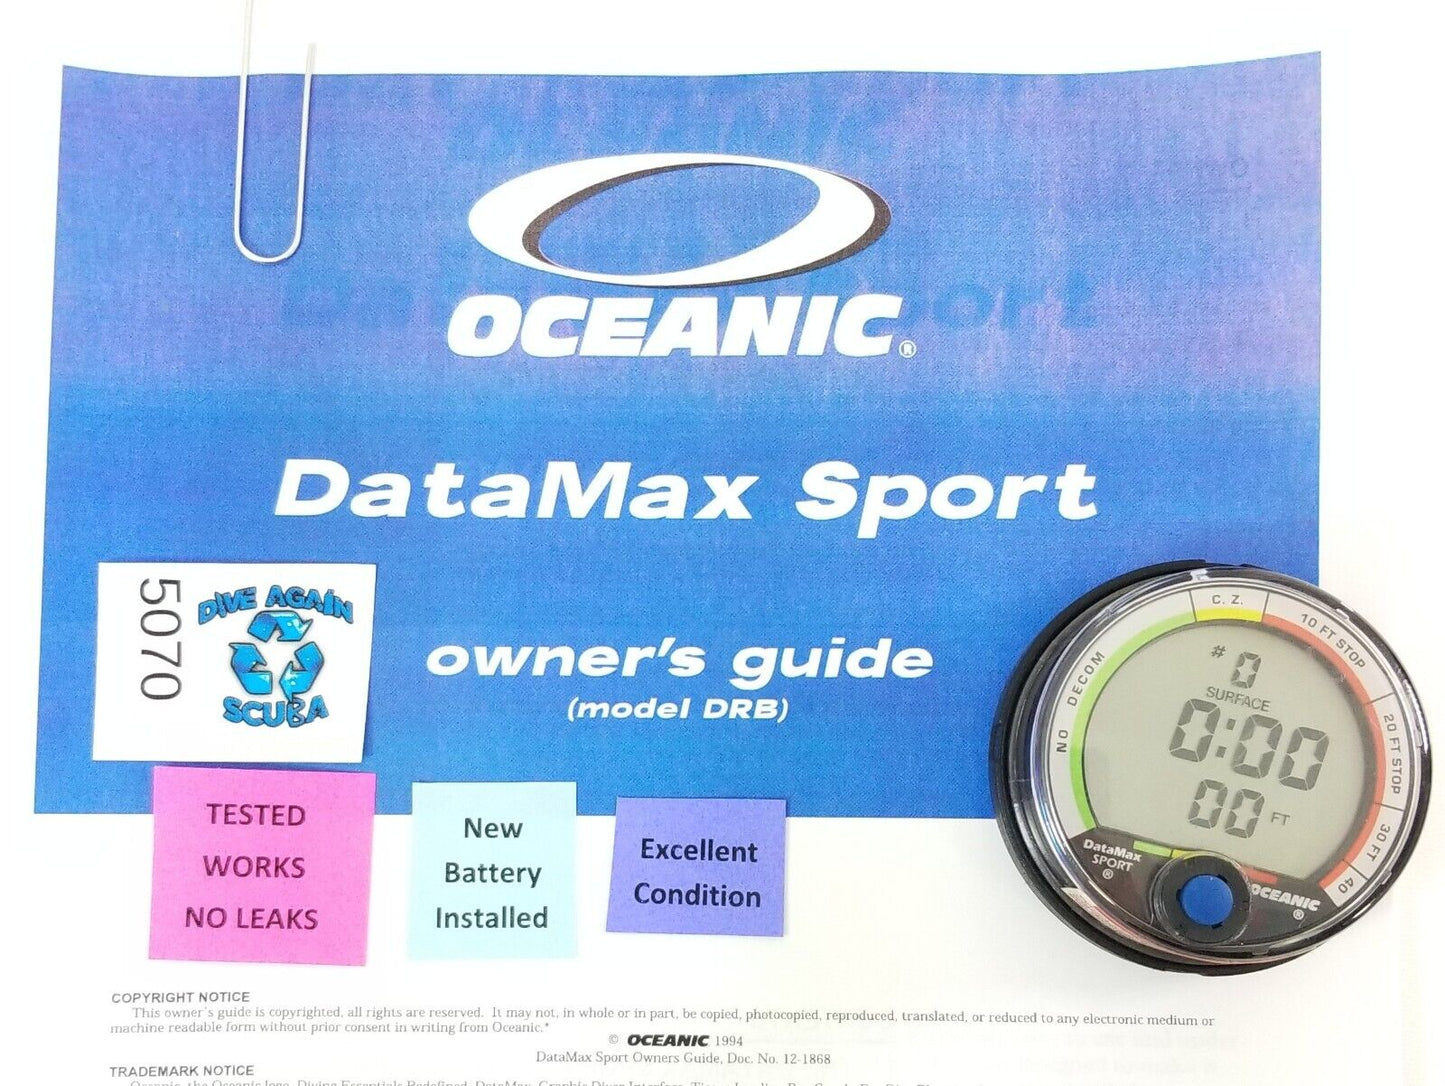 OCEANIC®
DataMax Sport
owner's guide
(model DRB)
5070
DIVE AGAIN
SCUBA
TESTED
WORKS
NO LEAKS
New
Battery
Installed
Excellent
Condition
NO DECOM
C. Z.
10 FT STOP
20 FT STOP
30 FT
40
# 0
SURFACE
0:00
00 FT
DataMax
SPORT
®
OCEANIC
®
COPYRIGHT NOTICE
This owner's guide is copyrighted, all rights are reserved. It may not, in whole or in part, be copied, photocopied, reproduced, translated, or reduced to any electronic medium or
machine readable form without prior consent in writing from Oceanic.*
© OCEANIC 1994
DataMax Sport Owners Guide, Doc. No. 12-1868
TRADEMARK NOTICE